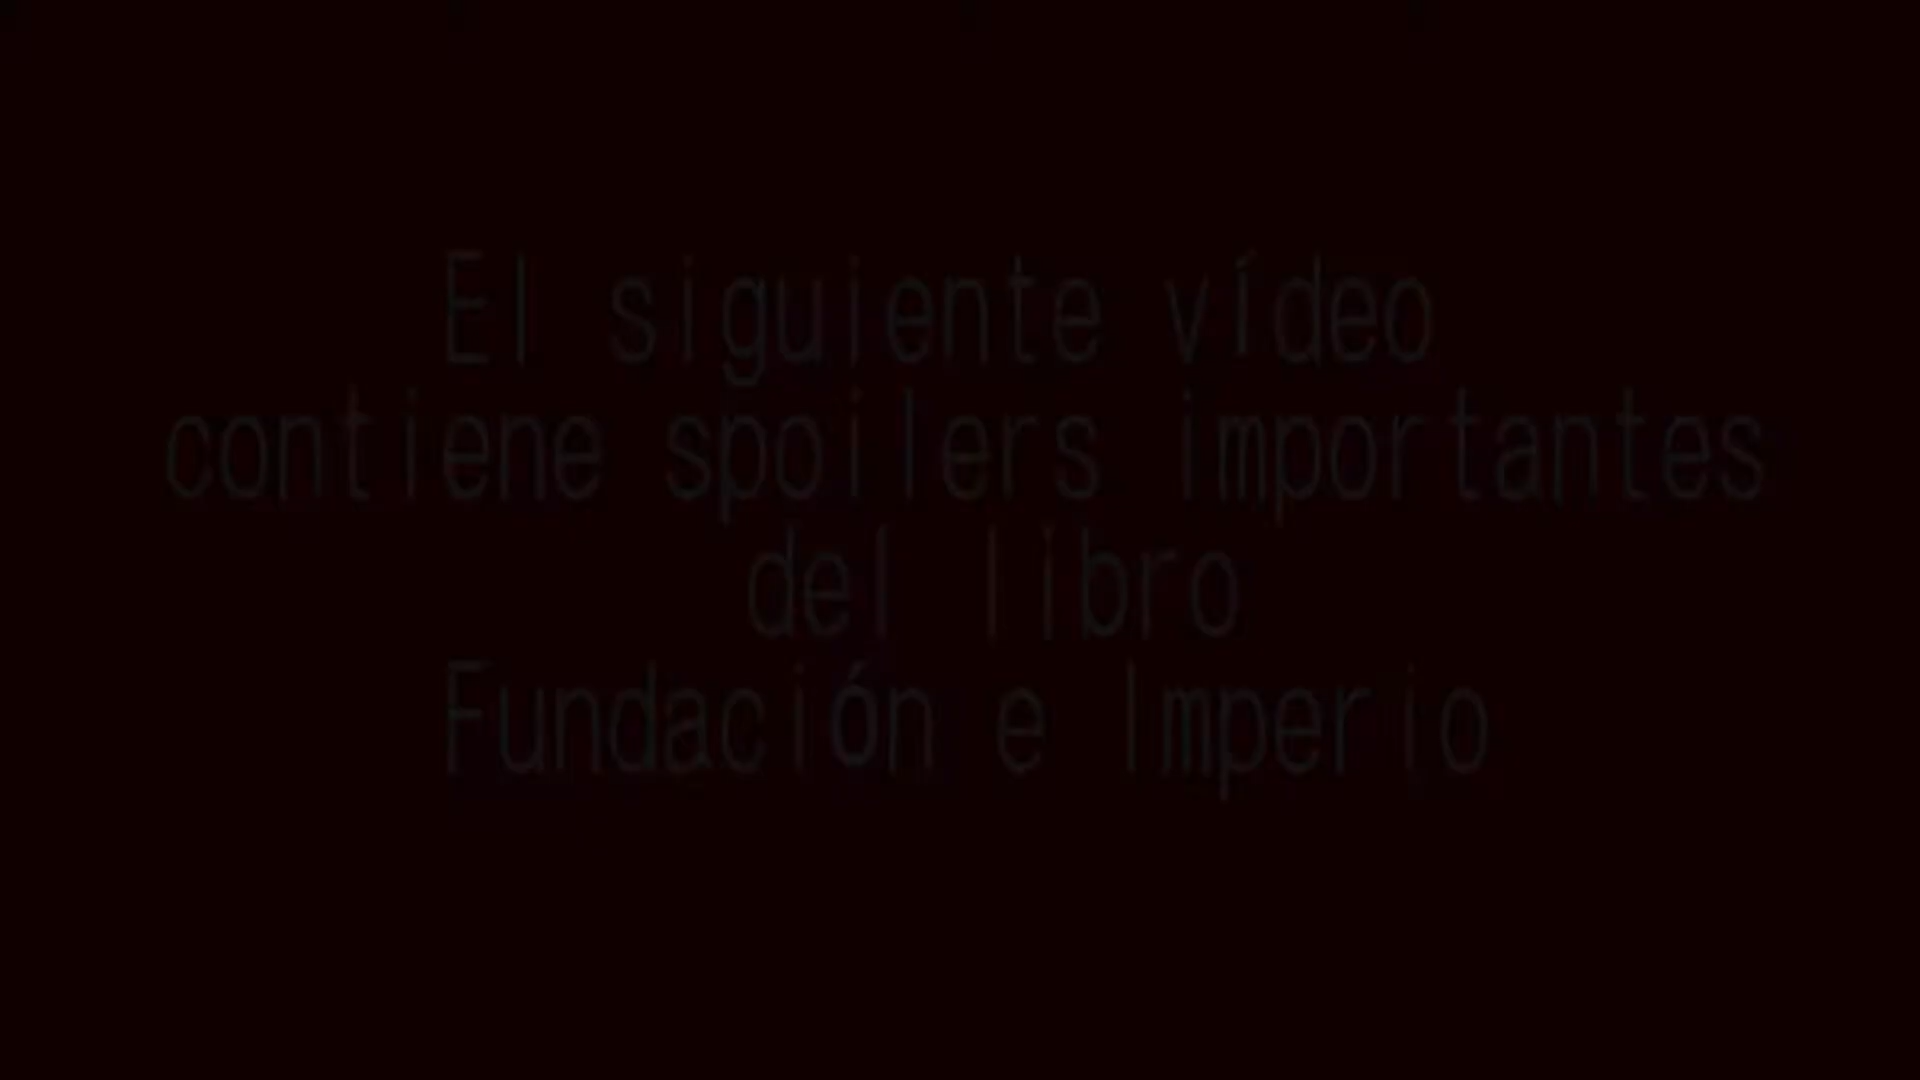 El siguiente vídeo
contiene spoilers importantes
del libro
Fundación e Imperio